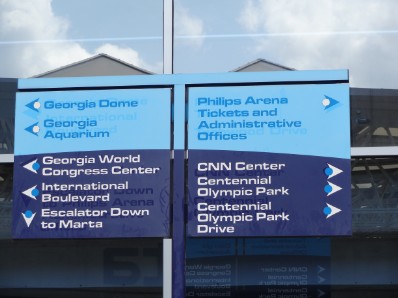 Georgia Dome
Georgia
Aquarium
Georgia World
Congress Center
International
Boulevard
Escalator Down
to Marta
Philips Arena
Tickets and
Administrative
Offices
CNN Center
Centennial
Olympic Park
Centennial
Olympic Park
Drive